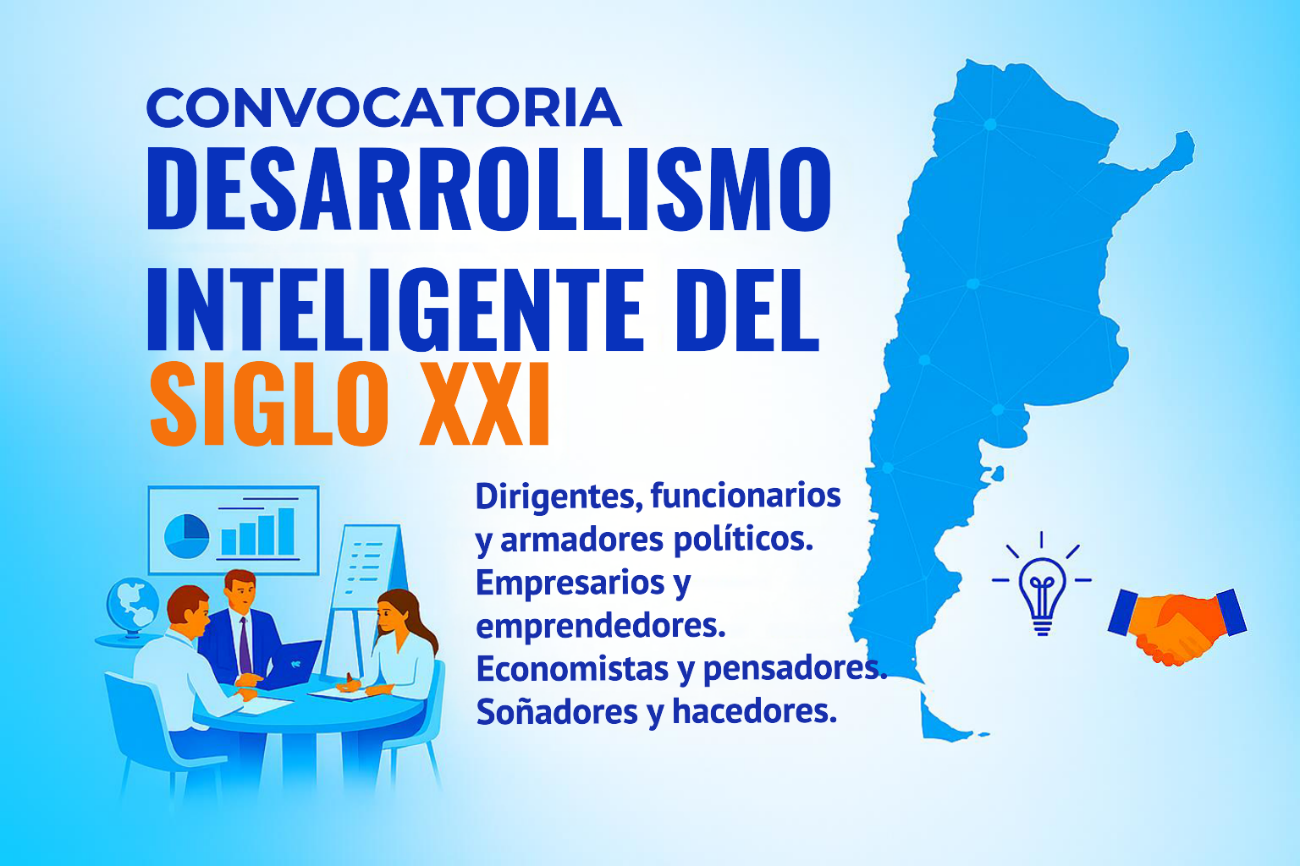 CONVOCATORIA
DESARROLLISMO
INTELIGENTE DEL
SIGLO XXI
Dirigentes, funcionarios
y armadores políticos.
Empresarios y
emprendedores.
Economistas y pensadores.
Soñadores y hacedores.